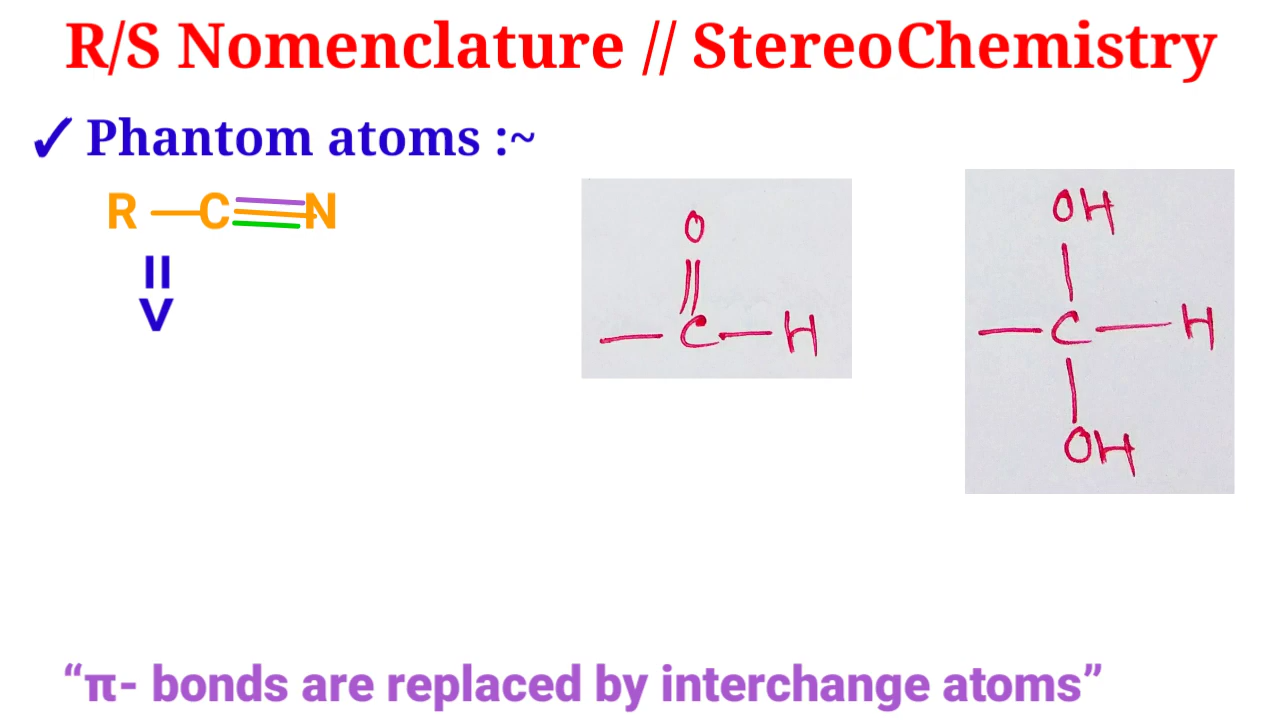 R/S Nomenclature // StereoChemistry
✓ Phantom atoms :~
R — C≡N
O
||
— C — H
OH
|
— C — H
|
OH
“π- bonds are replaced by interchange atoms”